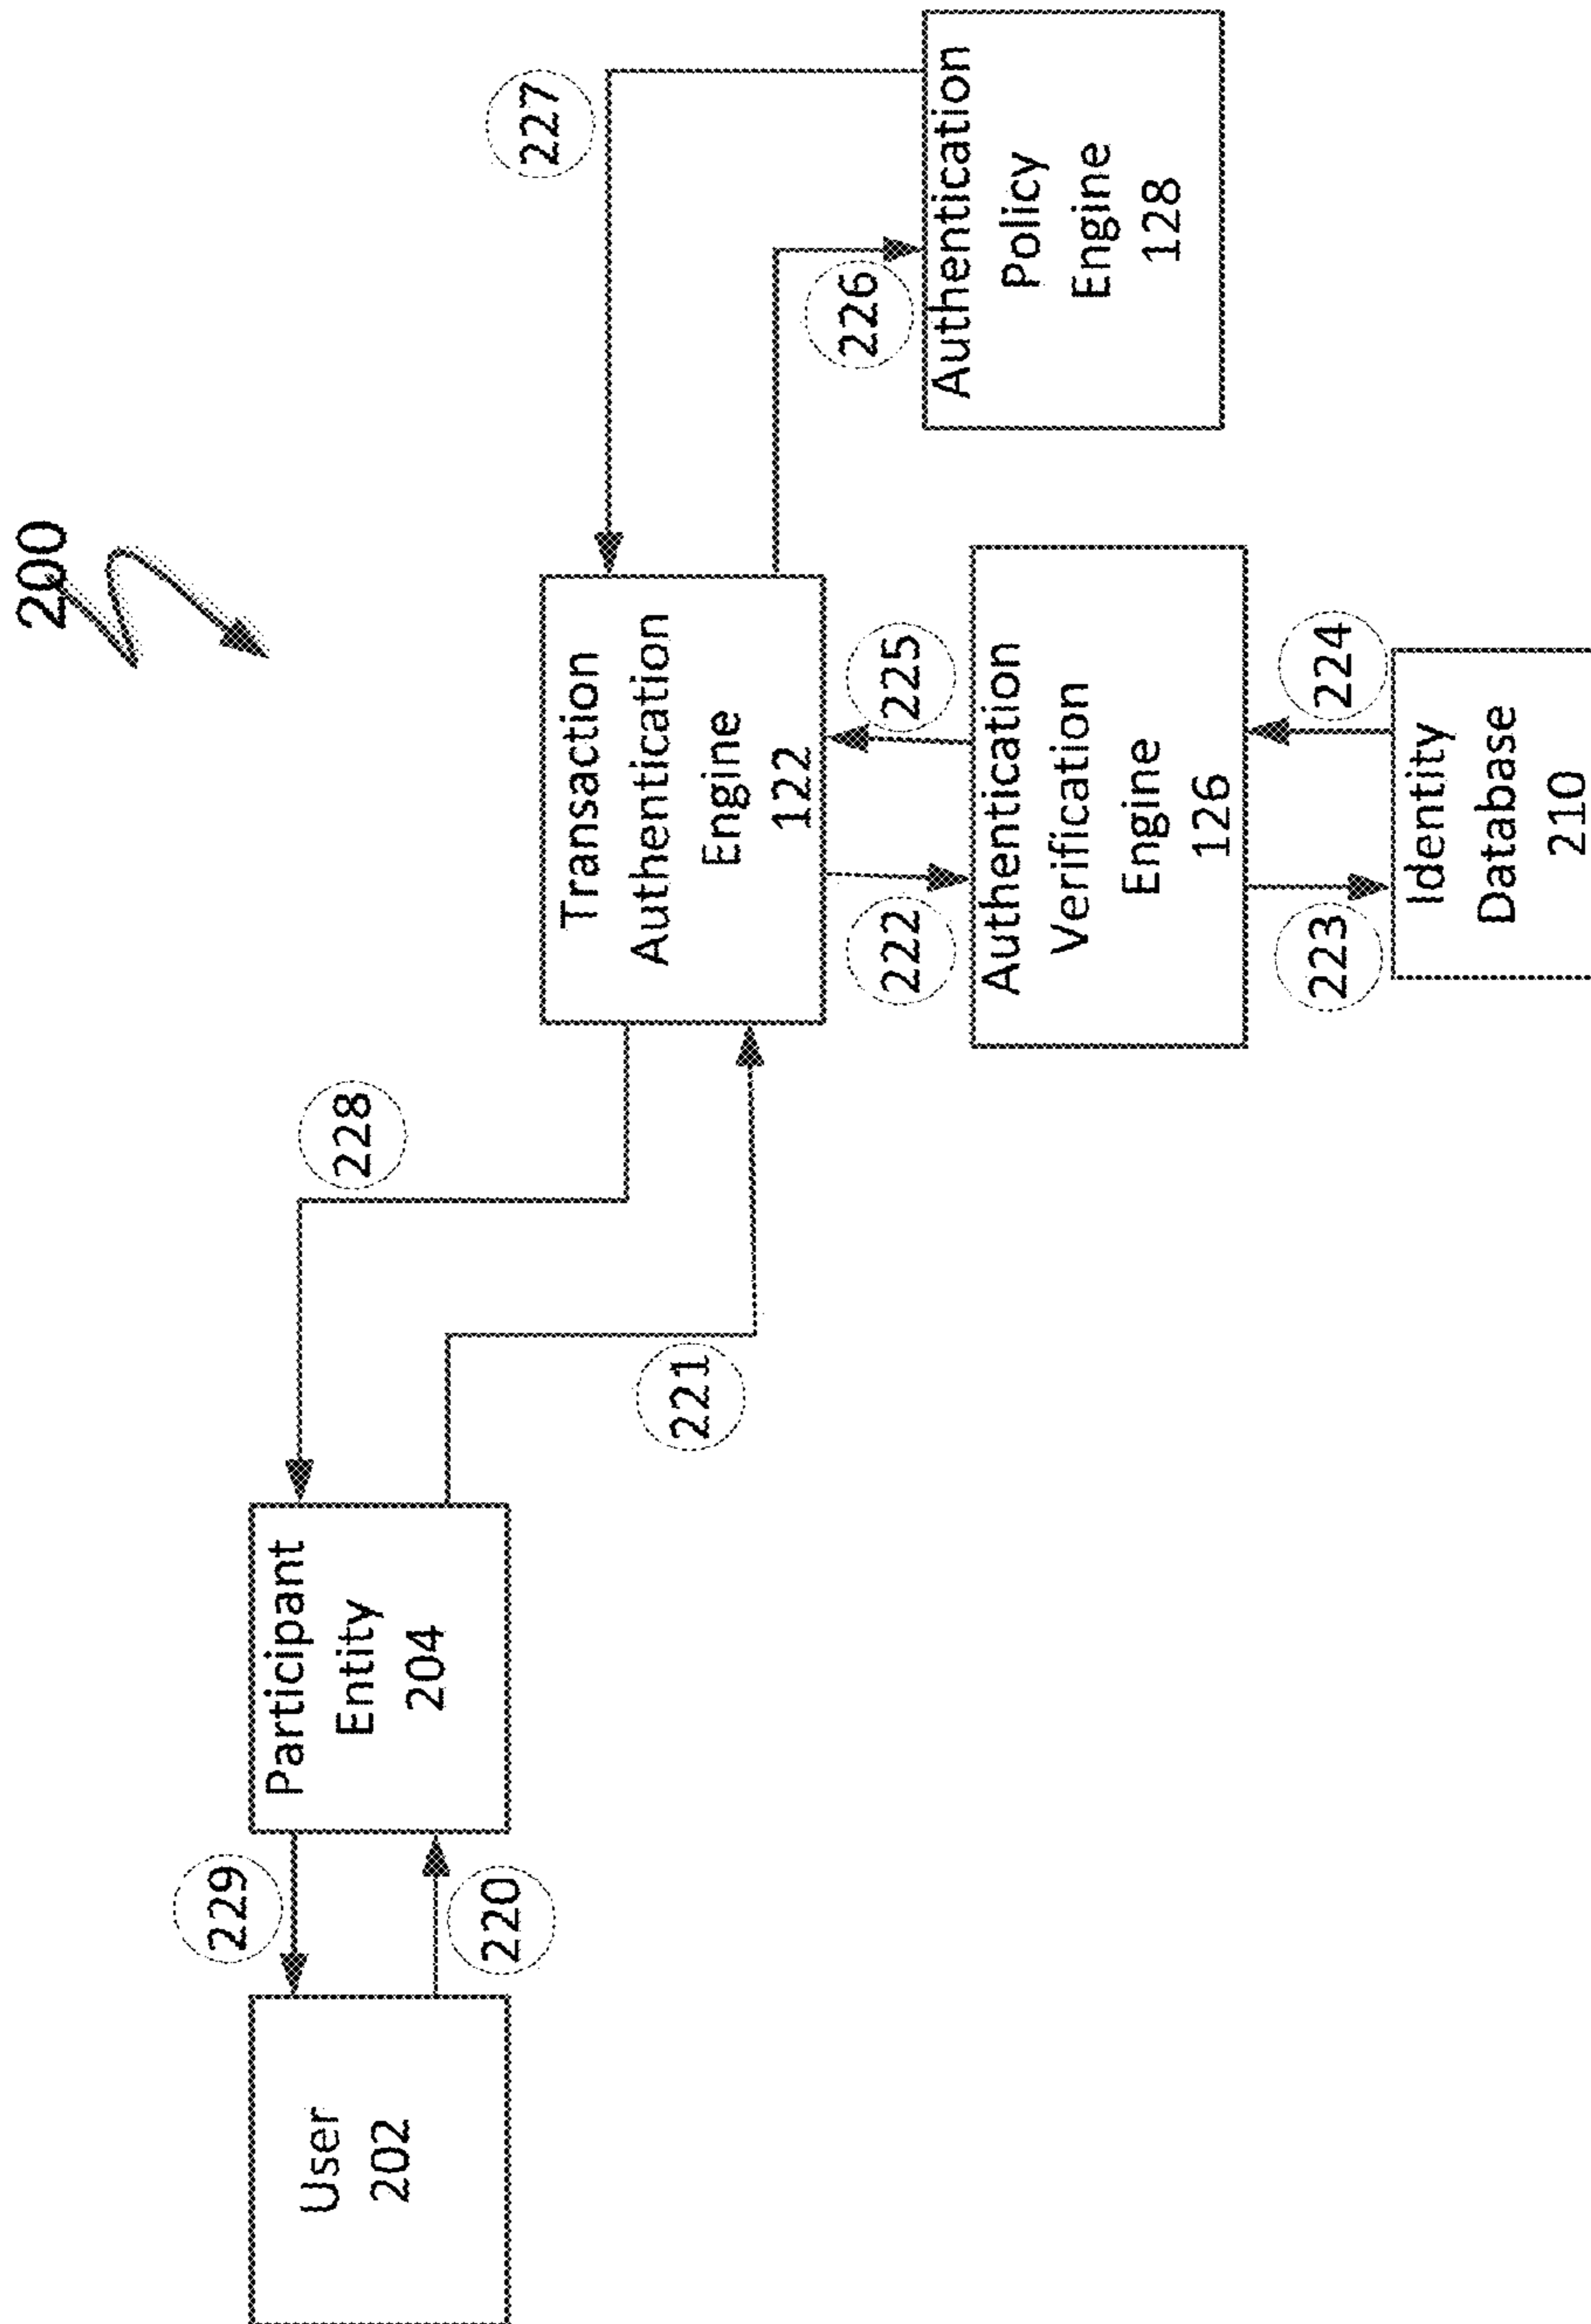 200
User
202
229
220
Participant
Entity
204
228
221
Transaction
Authentication
Engine
122
227
226
222
225
Authentication
Verification
Engine
126
Authentication
Policy
Engine
128
223
224
Identity
Database
210